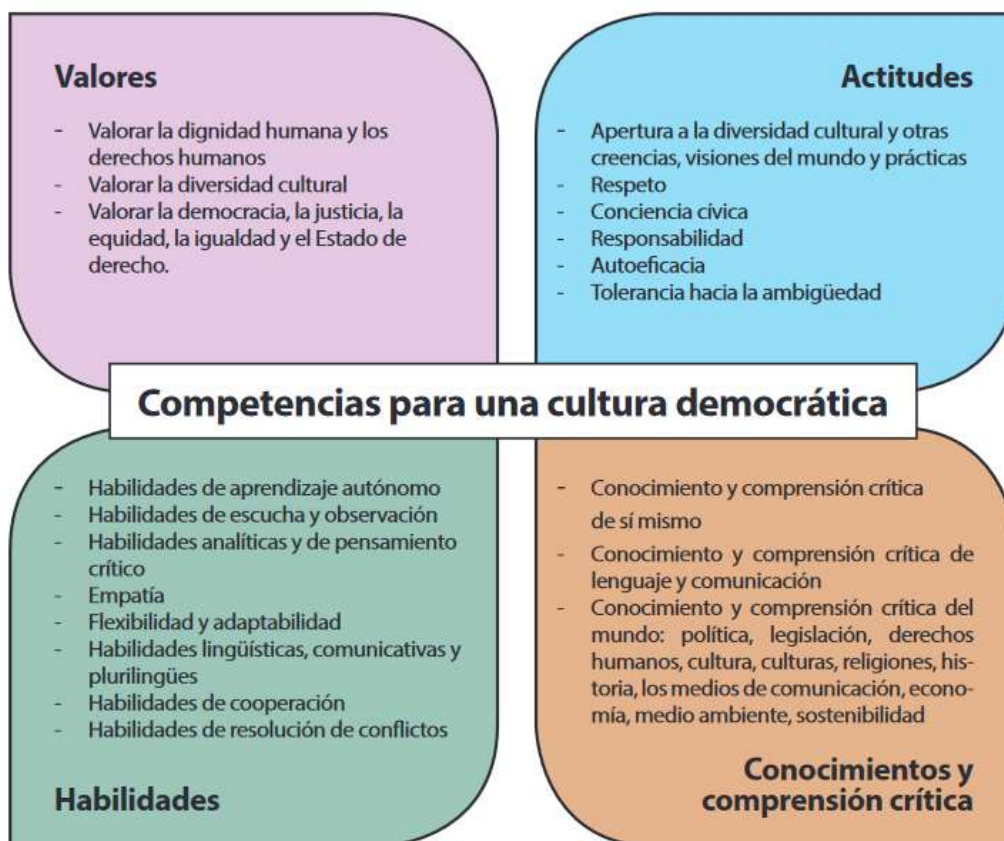 Valores
- Valorar la dignidad humana y los
derechos humanos
- Valorar la diversidad cultural
- Valorar la democracia, la justicia, la
equidad, la igualdad y el Estado de
derecho.
Actitudes
- Apertura a la diversidad cultural y otras
creencias, visiones del mundo y prácticas
- Respeto
- Conciencia cívica
- Responsabilidad
- Autoeficacia
- Tolerancia hacia la ambigüedad
Competencias para una cultura democrática
- Habilidades de aprendizaje autónomo
- Habilidades de escucha y observación
- Habilidades analíticas y de pensamiento
crítico
- Empatía
- Flexibilidad y adaptabilidad
- Habilidades lingüísticas, comunicativas y
plurilingües
- Habilidades de cooperación
- Habilidades de resolución de conflictos
Habilidades
- Conocimiento y comprensión crítica
de sí mismo
- Conocimiento y comprensión crítica de
lenguaje y comunicación
- Conocimiento y comprensión crítica del
mundo: política, legislación, derechos
humanos, cultura, culturas, religiones, his-
toria, los medios de comunicación, econo-
mía, medio ambiente, sostenibilidad
Conocimientos y
comprensión crítica